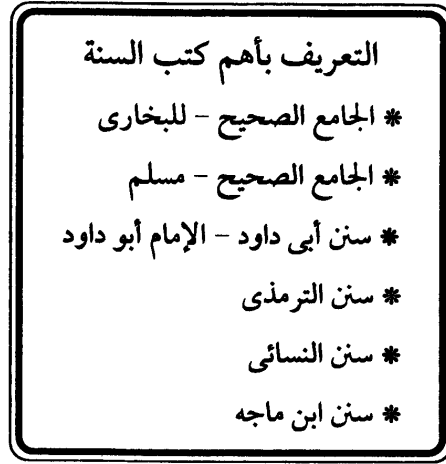 التعريف بأهم كتب السنة
* الجامع الصحيح – للبخارى
* الجامع الصحيح – مسلم
* سنن أبى داود – الإمام أبو داود
* سنن الترمذى
* سنن النسائى
* سنن ابن ماجه